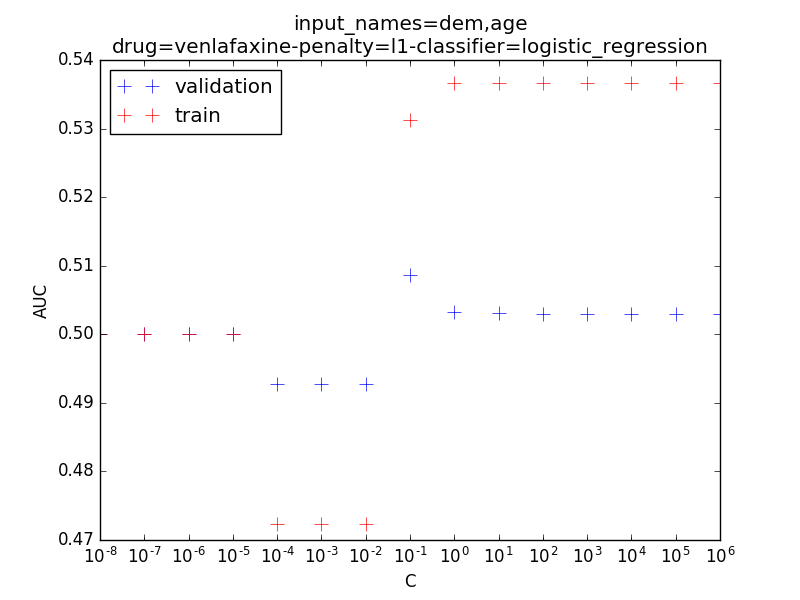 input_names=dem,age
drug=venlafaxine-penalty=l1-classifier=logistic_regression
validation
train
AUC
0.54
0.53
0.52
0.51
0.50
0.49
0.48
0.47
10⁻⁸ 10⁻⁷ 10⁻⁶ 10⁻⁵ 10⁻⁴ 10⁻³ 10⁻² 10⁻¹ 10⁰ 10¹ 10² 10³ 10⁴ 10⁵ 10⁶
C